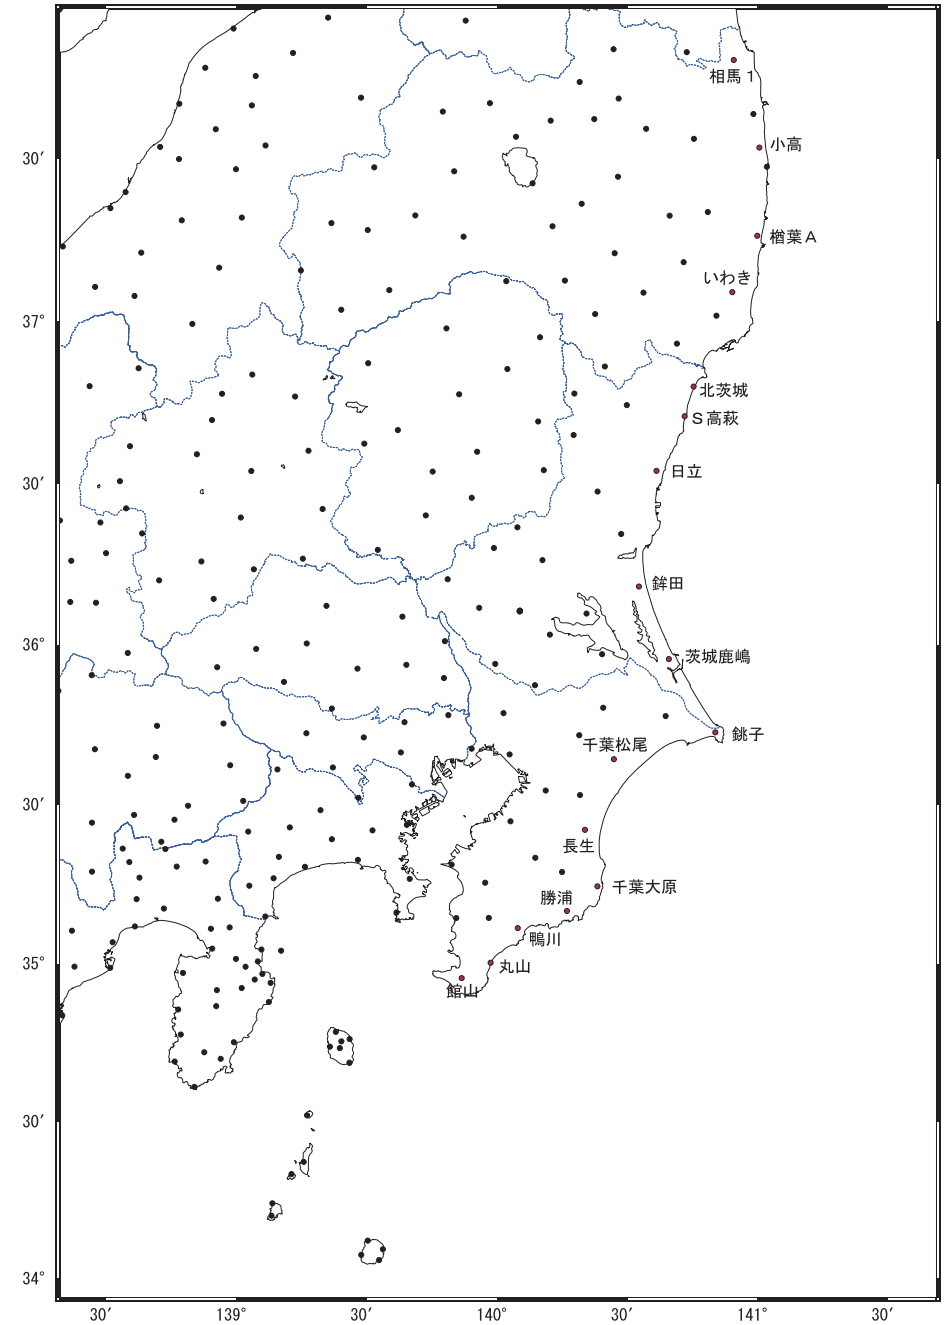 相馬１
30′
小高
楢葉Ａ
いわき
37°
北茨城
Ｓ高萩
日立
30′
鉾田
36°
茨城鹿嶋
銚子
千葉松尾
30′
長生
千葉大原
勝浦
鴨川
35°
丸山
館山
30′
34°
30′
139°
30′
140°
30′
141°
30′